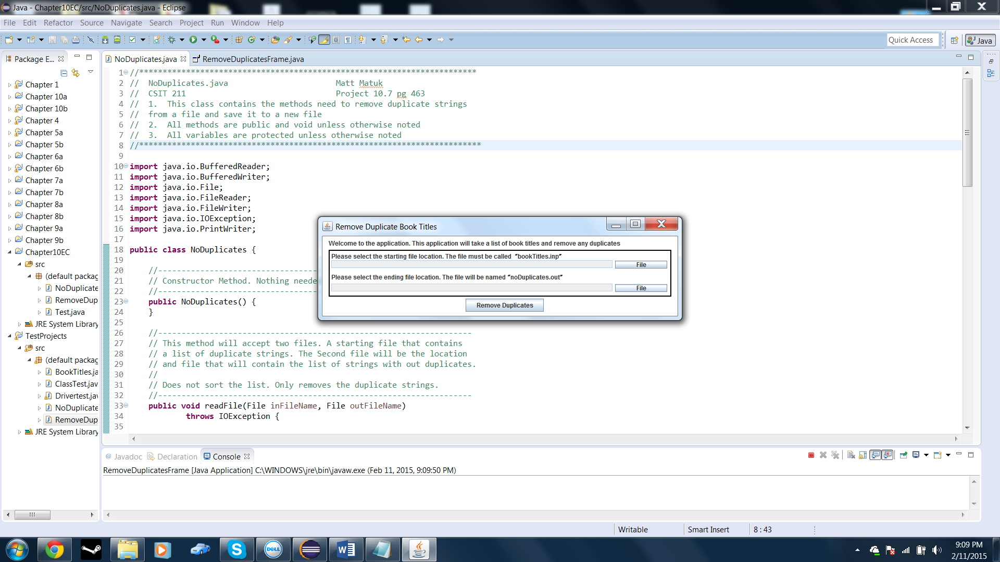 Java - Chapter10EC/src/NoDuplicates.java - Eclipse
File Edit Refactor Source Navigate Search Project Run Window Help
Quick Access
Java
Package E...
NoDuplicates.java
RemoveDuplicatesFrame.java
Chapter 1
Chapter 10a
Chapter 10b
Chapter 4
Chapter 5a
Chapter 5b
Chapter 6a
Chapter 6b
Chapter 7a
Chapter 7b
Chapter 8a
Chapter 8b
Chapter 9a
Chapter 9b
Chapter10EC
src
(default packag
NoDuplicate
RemoveDup
Test.java
JRE System Library
TestProjects
src
(default packag
BookTitles.ja
ClassTest.jav
Drivertest.jav
NoDuplicate
RemoveDup
JRE System Library
1 //************************************************************************
2 //  NoDuplicates.java                       Matt Matuk
3 //  CSIT 211                                Project 10.7 pg 463
4 //  1.  This class contains the methods need to remove duplicate strings
5 //  from a file and save it to a new file
6 //  2.  All methods are public and void unless otherwise noted
7 //  3.  All variables are protected unless otherwise noted
8 //*************************************************************************
9
10 import java.io.BufferedReader;
11 import java.io.BufferedWriter;
12 import java.io.File;
13 import java.io.FileReader;
14 import java.io.FileWriter;
15 import java.io.IOException;
16 import java.io.PrintWriter;
17
18 public class NoDuplicates {
19
20     //----------------------------------
21     // Constructor Method. Nothing neede
22     //----------------------------------
23     public NoDuplicates() {
24     }
25
26     //-------------------------------------------------------------------
27     // This method will accept two files. A starting file that contains
28     // a list of duplicate strings. The Second file will be the location
29     // and file that will contain the list of strings with out duplicates.
30     //
31     // Does not sort the list. Only removes the duplicate strings.
32     //-------------------------------------------------------------------
33     public void readFile(File inFileName, File outFileName)
34             throws IOException {
35
Remove Duplicate Book Titles
Welcome to the application. This application will take a list of book titles and remove any duplicates
Please select the starting file location. The file must be called "bookTitles.inp"
File
Please select the ending file location. The file will be named "noDuplicates.out"
File
Remove Duplicates
@ Javadoc Declaration Console
RemoveDuplicatesFrame [Java Application] C:\WINDOWS\jre\bin\javaw.exe (Feb 11, 2015, 9:09:50 PM)
Writable
Smart Insert
8 : 43
DELL
9:09 PM
2/11/2015